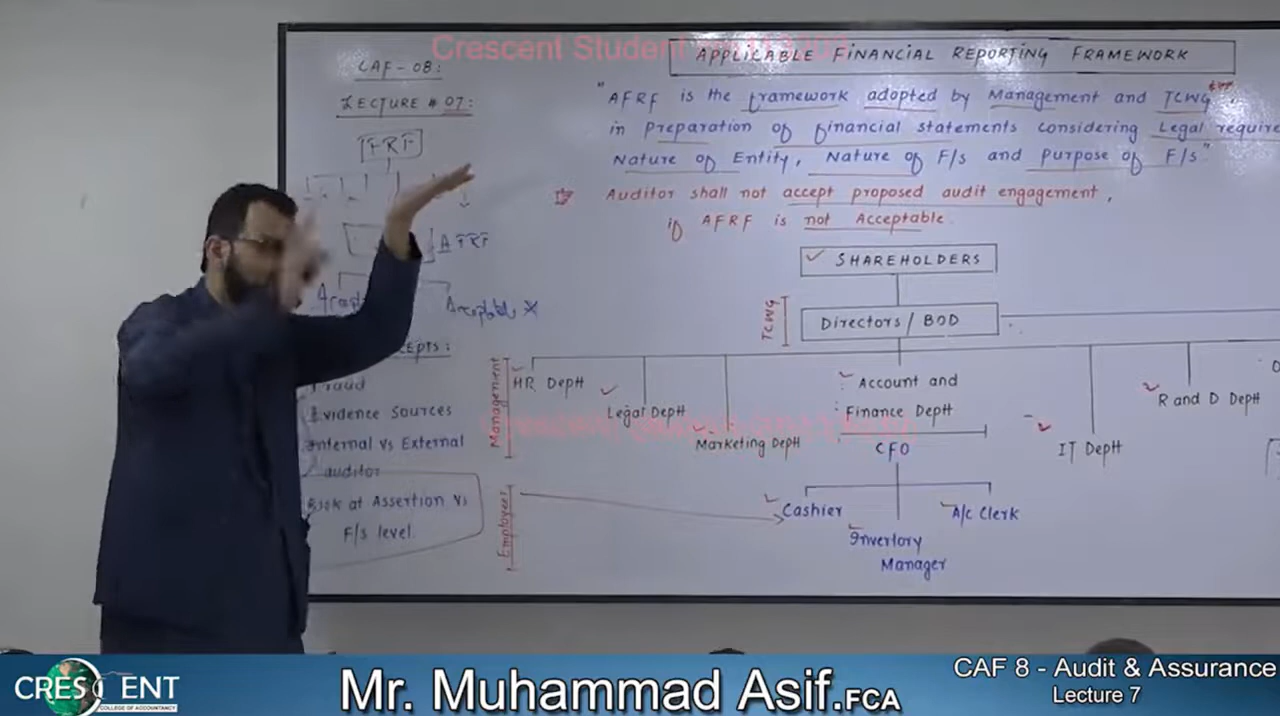 Crescent Student
CAF-08:
LECTURE # 07:
FRF
AFRF
Acceptable ×
Fraud
Evidence Sources
Internal vs External
auditor
Risk at Assertion Vs
F/s level.
APPLICABLE FINANCIAL REPORTING FRAMEWORK
"AFRF is the framework adopted by Management and TCWG
in Preparation of financial statements considering Legal require
Nature of Entity, Nature of F/s and Purpose of F/s"
Auditor shall not accept proposed audit engagement,
if AFRF is not Acceptable.
SHAREHOLDERS
TCWG
Directors / BOD
Management
HR Deptt
Legal Deptt
Marketing Deptt
Account and
Finance Deptt
CFO
IT Deptt
R and D Deptt
Employees
Cashier
Inventory
Manager
A/c Clerk
CRESCENT
COLLEGE OF ACCOUNTANCY
Mr. Muhammad Asif.FCA
CAF 8 - Audit & Assurance
Lecture 7